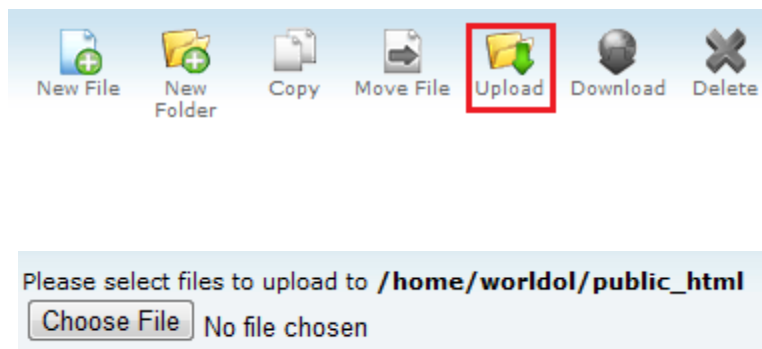 New File New Folder Copy Move File Upload Download Delete
Please select files to upload to /home/worldol/public_html
Choose File No file chosen